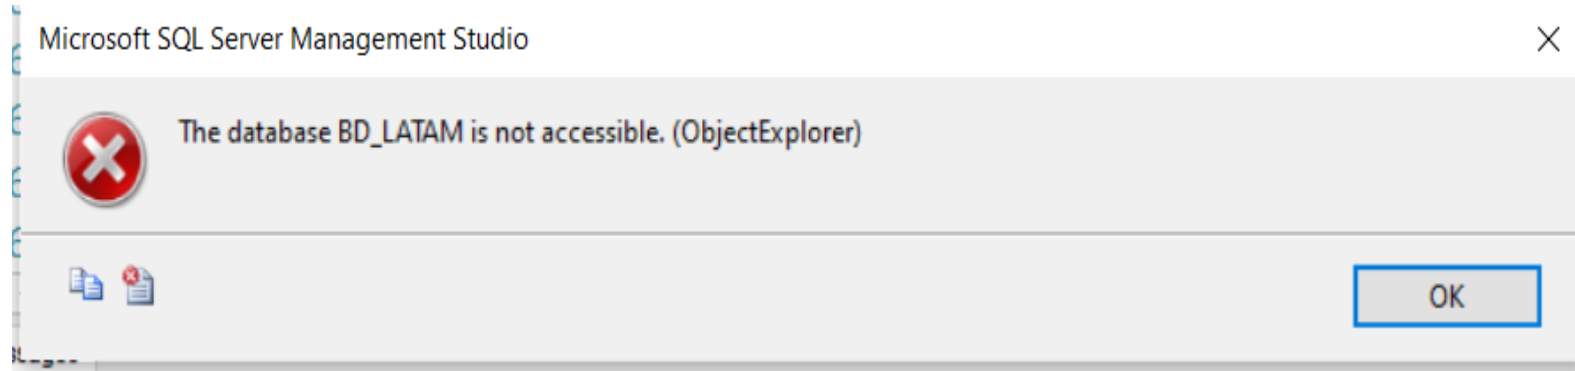 Microsoft SQL Server Management Studio
The database BD_LATAM is not accessible. (ObjectExplorer)
OK